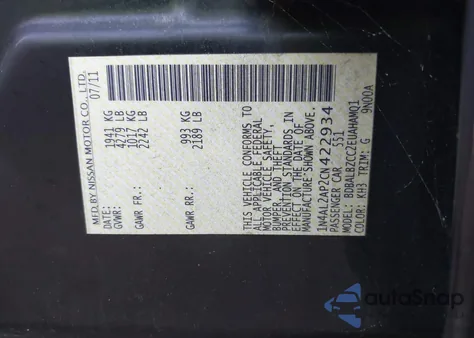 MFD. BY NISSAN MOTOR CO., LTD.
07/11
1941 KG
GVWR: 4279 LB
1017 KG
GAWR FR.: 2242 LB
993 KG
GAWR RR.: 2189 LB
THIS VEHICLE CONFORMS TO
ALL APPLICABLE FEDERAL
MOTOR VEHICLE SAFETY,
BUMPER AND THEFT
PREVENTION STANDARDS IN
EFFECT ON THE DATE OF
MANUFACTURE SHOWN ABOVE.
1N4AL2AP2CN422934
PASSENGER CAR 2351
MODEL: BDBALBZCCZEUAHAMQ1
COLOR: KH3 TRIM: G 9N00A
autoSnap